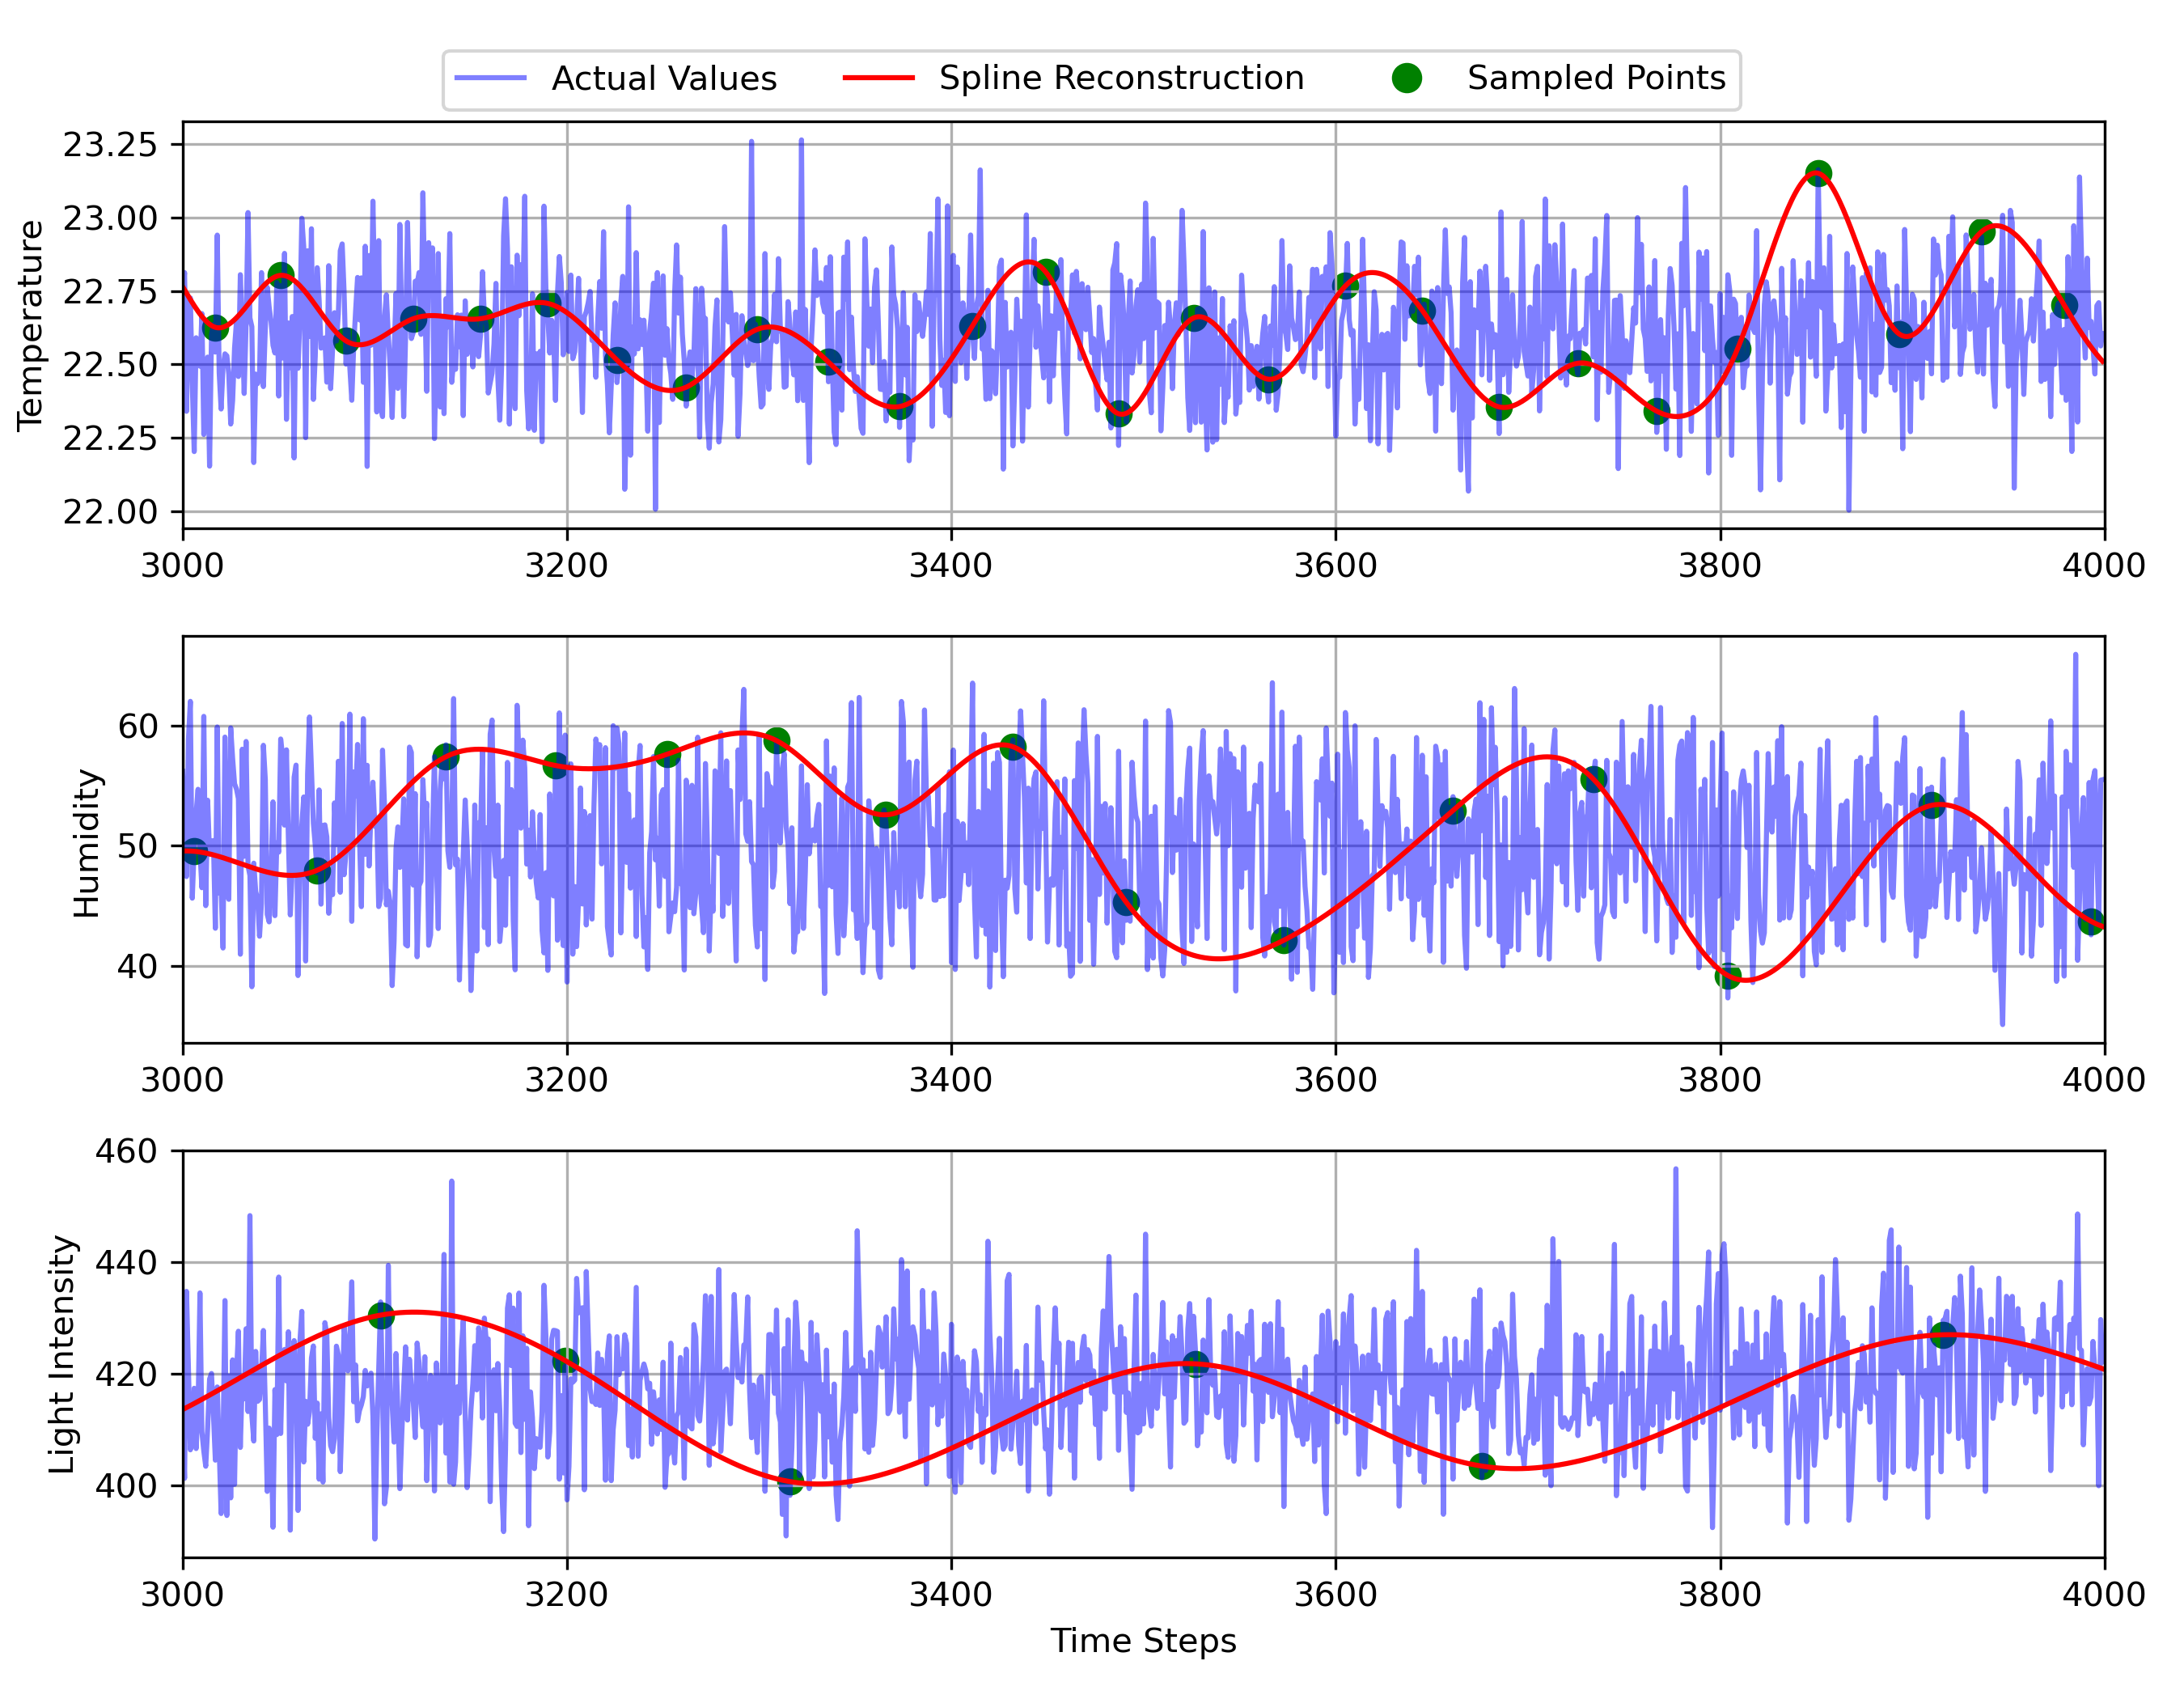 Actual Values Spline Reconstruction Sampled Points
23.25
23.00
22.75
22.50
22.25
22.00
Temperature
3000 3200 3400 3600 3800 4000
60
50
40
Humidity
3000 3200 3400 3600 3800 4000
460
440
420
400
Light Intensity
3000 3200 3400 3600 3800 4000
Time Steps